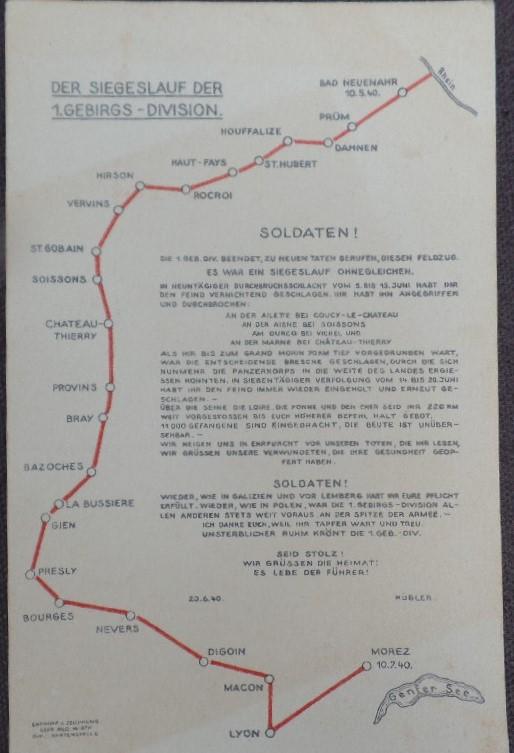 DER SIEGESLAUF DER
1. GEBIRGS-DIVISION.
Rhein
BAD NEUENAHR
10.5.40.
PRÜM
DAHNEN
HOUFFALIZE
ST. HUBERT
HAUT-FAYS
ROCROI
HIRSON
VERVINS
ST GOBAIN
SOISSONS
CHATEAU-
THIERRY
PROVINS
BRAY
BAZOCHES
LA BUSSIERE
GIEN
PRESLY
BOURGES
NEVERS
DIGOIN
MACON
LYON
MOREZ
10.7.40.
Genfer See
SOLDATEN!
DIE 1. GEB. DIV. BEENDET, ZU NEUEN TATEN BERUFEN, DIESEN FELDZUG.
ES WAR EIN SIEGESLAUF OHNEGLEICHEN.
IN NEUNTÄGIGER DURCHBRUCHSSCHLACHT VOM 5. BIS 13. JUNI HABT IHR
DEN FEIND VERNICHTEND GESCHLAGEN. IHR HABT IHN ANGEGRIFFEN
UND DURCHBROCHEN:
AN DER AILETTE BEI COUCY-LE-CHATEAU
AN DER AISNE BEI SOISSONS
AM OURCQ BEI VICHEL UND
AN DER MARNE BEI CHÂTEAU-THIERRY
ALS IHR BIS ZUM GRAND MORIN VORGEDRUNGEN WART,
WAR DIE ENTSCHEIDENDE BRESCHE GESCHLAGEN, DURCH DIE SICH
NUNMEHR DIE PANZERKORPS IN DIE WEITE DES LANDES ERGIE-
SSEN KONNTEN. IN SIEBENTÄGIGER VERFOLGUNG VOM 14. BIS 20. JUNI
HABT IHR DEN FEIND IMMER WIEDER EINGEHOLT UND ERNEUT GE-
SCHLAGEN. –
ÜBER DIE SEINE, DIE LOIRE, DIE YONNE UND DEN CHER SEID IHR 220 KM
WEIT VORGESTOSSEN BIS EUCH HÖHERER BEFEHL HALT GEBOT.
11 000 GEFANGENE SIND EINGEBRACHT, DIE BEUTE IST UNÜBER-
SEHBAR. –
WIR NEIGEN UNS IN EHRFURCHT VOR UNSEREN TOTEN, DIE IHR LEBEN,
WIR GRÜSSEN UNSERE VERWUNDETEN, DIE IHRE GESUNDHEIT GEOP-
FERT HABEN.
SOLDATEN!
WIEDER, WIE IN GALIZIEN UND VOR LEMBERG HABT IHR EURE PFLICHT
ERFÜLLT. WIEDER, WIE IN POLEN, WAR DIE 1. GEBIRGS-DIVISION AL-
LEN ANDEREN STETS WEIT VORAUS AN DER SPITZE DER ARMEE. –
ICH DANKE EUCH, WEIL IHR TAPFER WART UND TREU.
UNSTERBLICHER RUHM KRÖNT DIE 1. GEB.-DIV.
SEID STOLZ!
WIR GRÜSSEN DIE HEIMAT!
ES LEBE DER FÜHRER!
20.6.40.
KÜBLER.
ENTWURF U. ZEICHNUNG